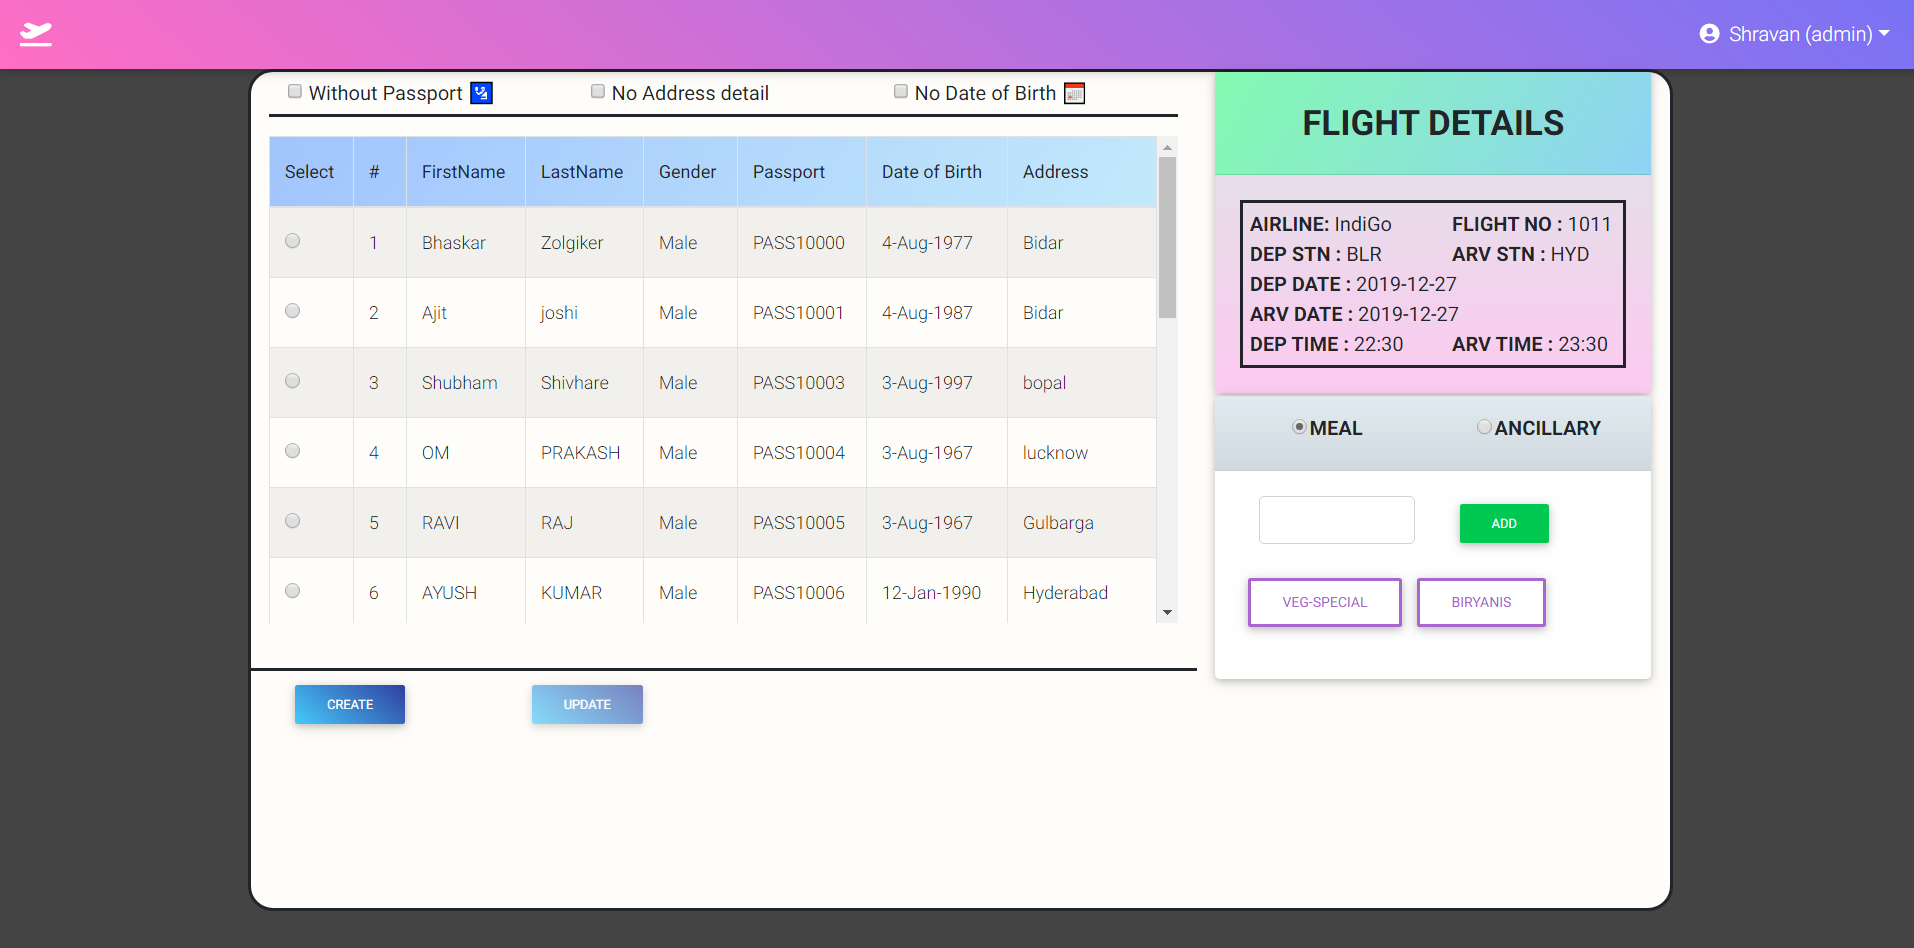 Shravan (admin)
Without Passport No Address detail No Date of Birth
Select # FirstName LastName Gender Passport Date of Birth Address
1 Bhaskar Zolgiker Male PASS10000 4-Aug-1977 Bidar
2 Ajit joshi Male PASS10001 4-Aug-1987 Bidar
3 Shubham Shivhare Male PASS10003 3-Aug-1997 bopal
4 OM PRAKASH Male PASS10004 3-Aug-1967 lucknow
5 RAVI RAJ Male PASS10005 3-Aug-1967 Gulbarga
6 AYUSH KUMAR Male PASS10006 12-Jan-1990 Hyderabad
CREATE UPDATE
FLIGHT DETAILS
AIRLINE: IndiGo FLIGHT NO : 1011
DEP STN : BLR ARV STN : HYD
DEP DATE : 2019-12-27
ARV DATE : 2019-12-27
DEP TIME : 22:30 ARV TIME : 23:30
MEAL ANCILLARY
ADD
VEG-SPECIAL BIRYANIS